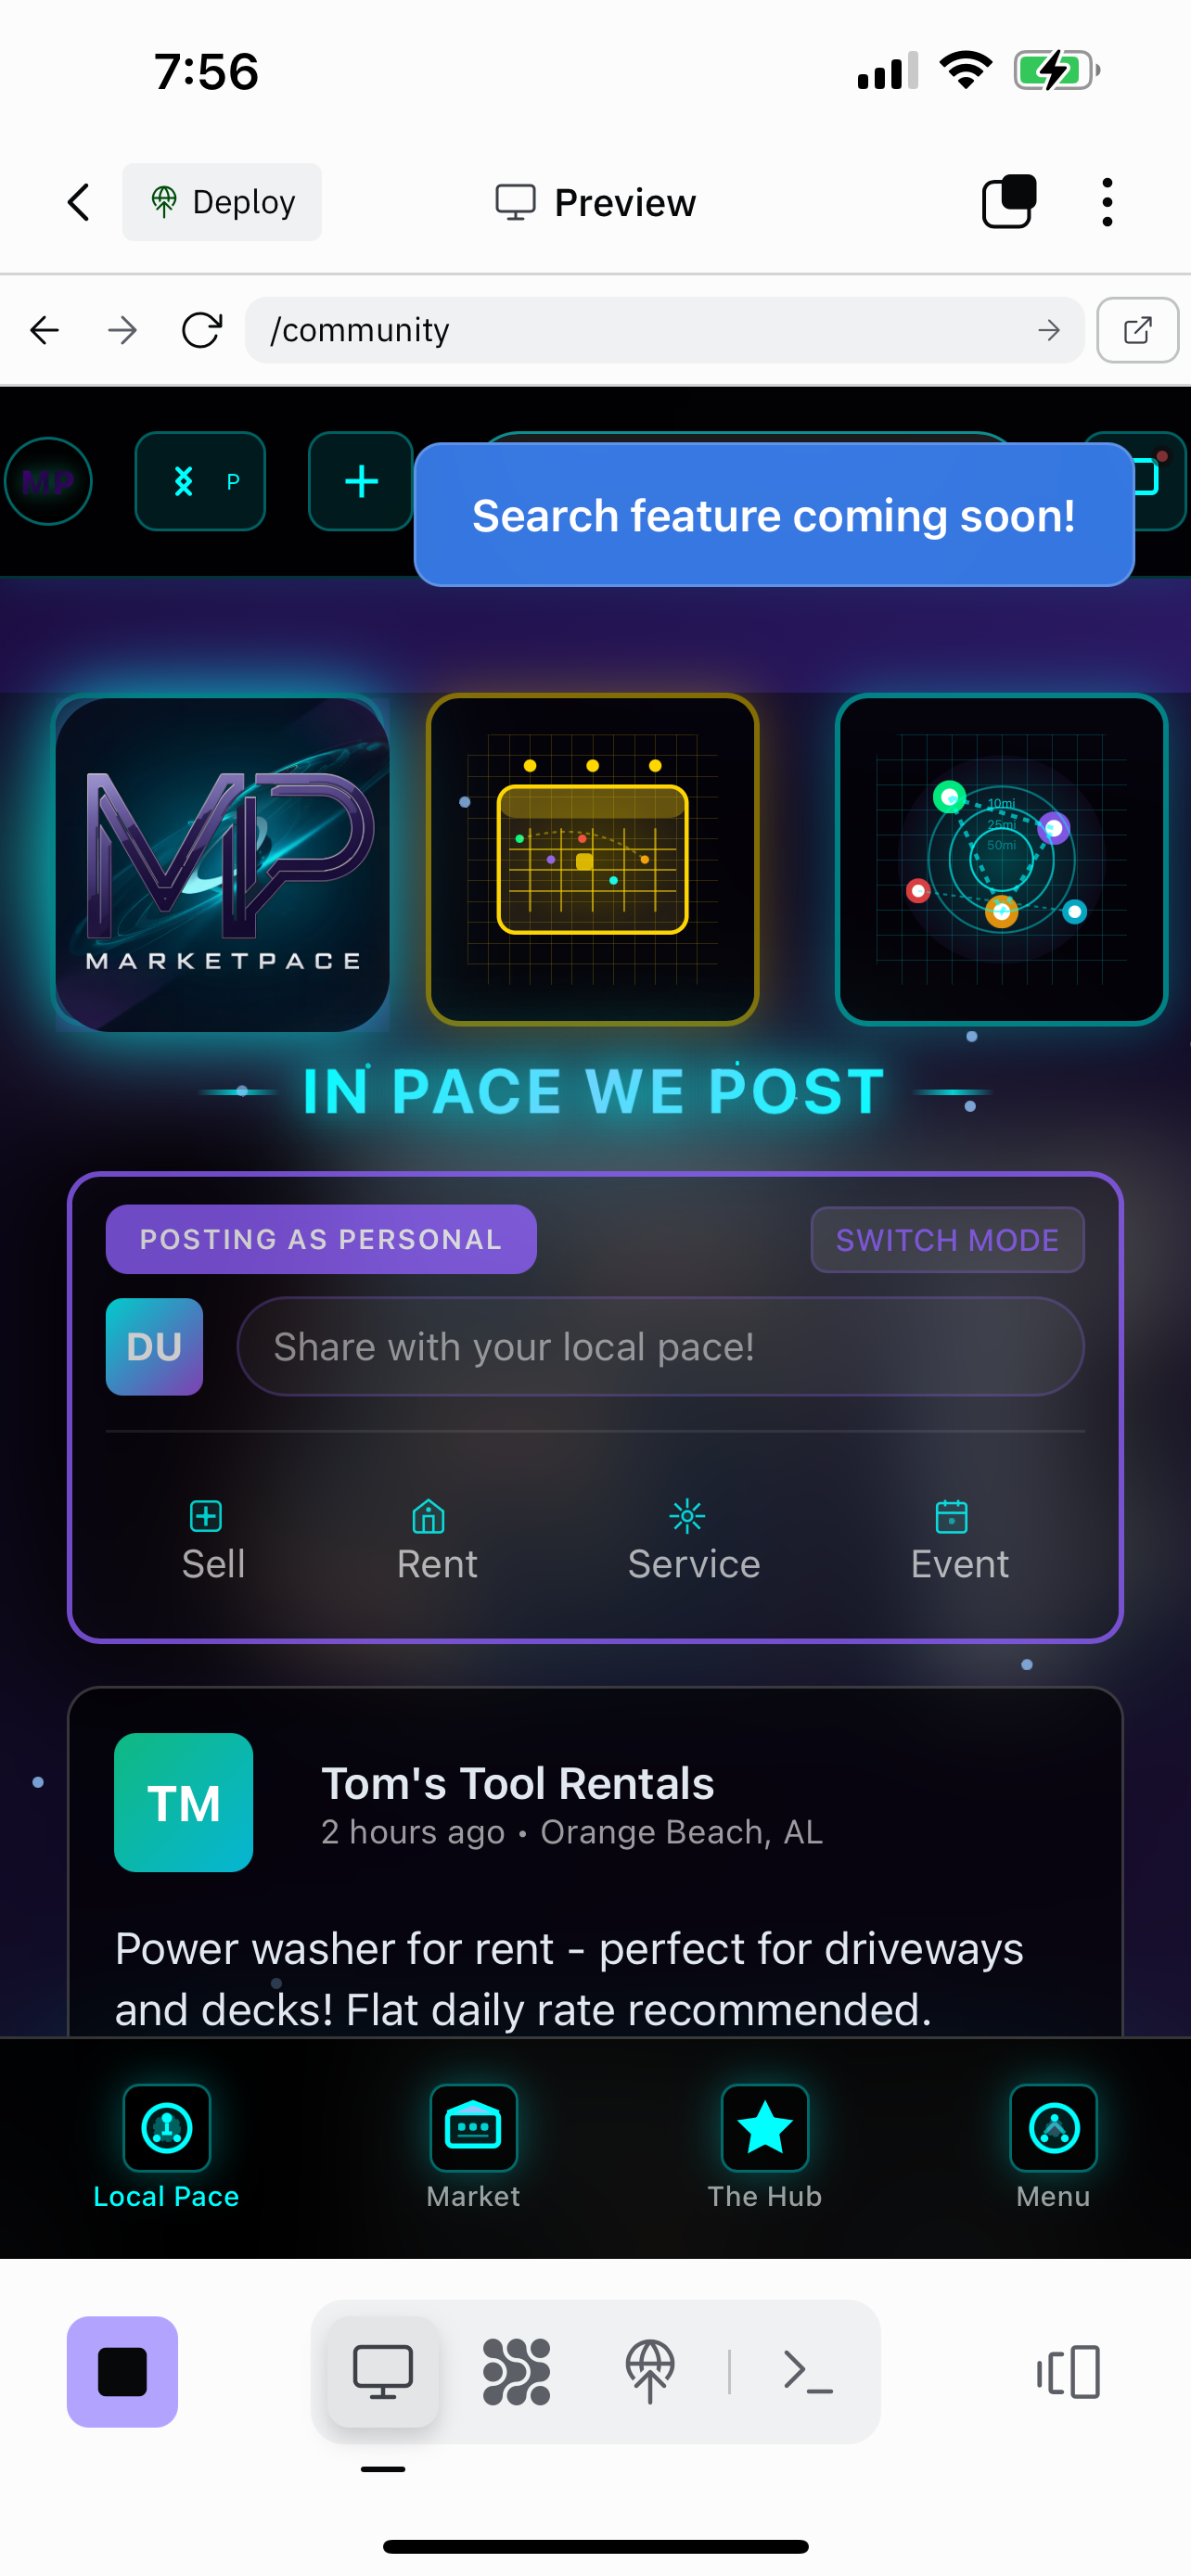 7:56
Deploy
Preview
/community
MP
P
Search feature coming soon!
MP
MARKETPACE
10mi
25mi
50mi
IN PACE WE POST
POSTING AS PERSONAL
SWITCH MODE
DU
Share with your local pace!
Sell
Rent
Service
Event
TM
Tom's Tool Rentals
2 hours ago • Orange Beach, AL
Power washer for rent - perfect for driveways
and decks! Flat daily rate recommended.
Local Pace
Market
The Hub
Menu